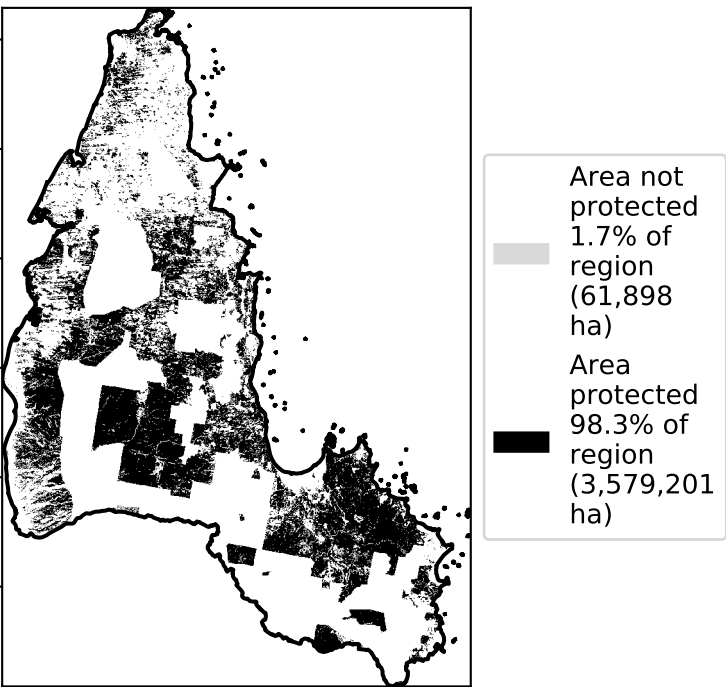 Area not
protected
1.7% of
region
(61,898
ha)
Area
protected
98.3% of
region
(3,579,201
ha)